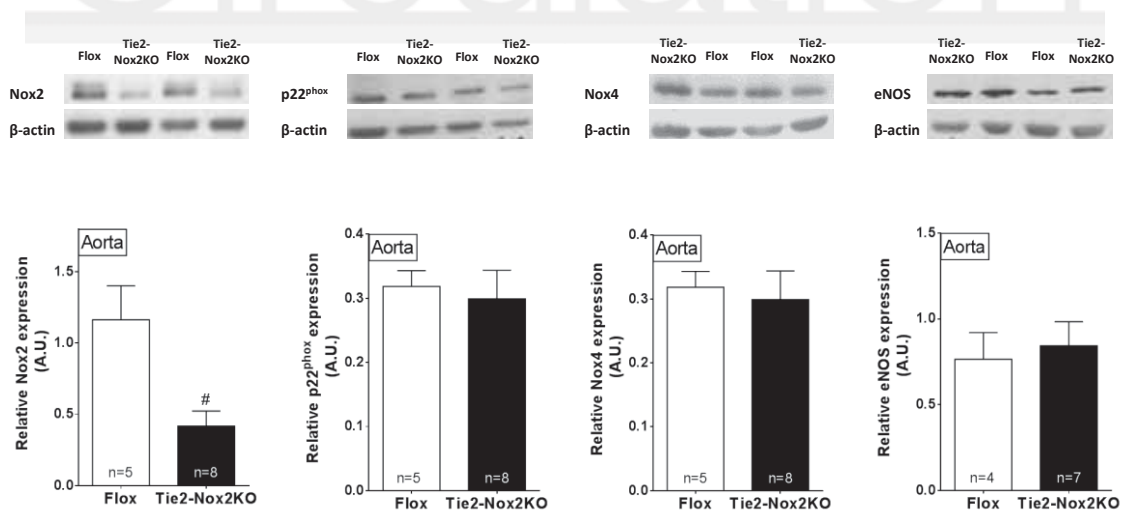 Flox Tie2-Nox2KO Flox Tie2-Nox2KO
Nox2
β-actin
Flox Tie2-Nox2KO Flox Tie2-Nox2KO
p22phox
β-actin
Tie2-Nox2KO Flox Flox Tie2-Nox2KO
Nox4
β-actin
Tie2-Nox2KO Flox Flox Tie2-Nox2KO
eNOS
β-actin
Aorta
Relative Nox2 expression
(A.U.)
1.5
1.0
0.5
0.0
#
n=5 n=8
Flox Tie2-Nox2KO
Aorta
Relative p22phox expression
(A.U.)
0.4
0.3
0.2
0.1
0.0
n=5 n=8
Flox Tie2-Nox2KO
Aorta
Relative Nox4 expression
(A.U.)
0.4
0.3
0.2
0.1
0.0
n=5 n=8
Flox Tie2-Nox2KO
Aorta
Relative eNOS expression
(A.U.)
1.5
1.0
0.5
0.0
n=4 n=7
Flox Tie2-Nox2KO